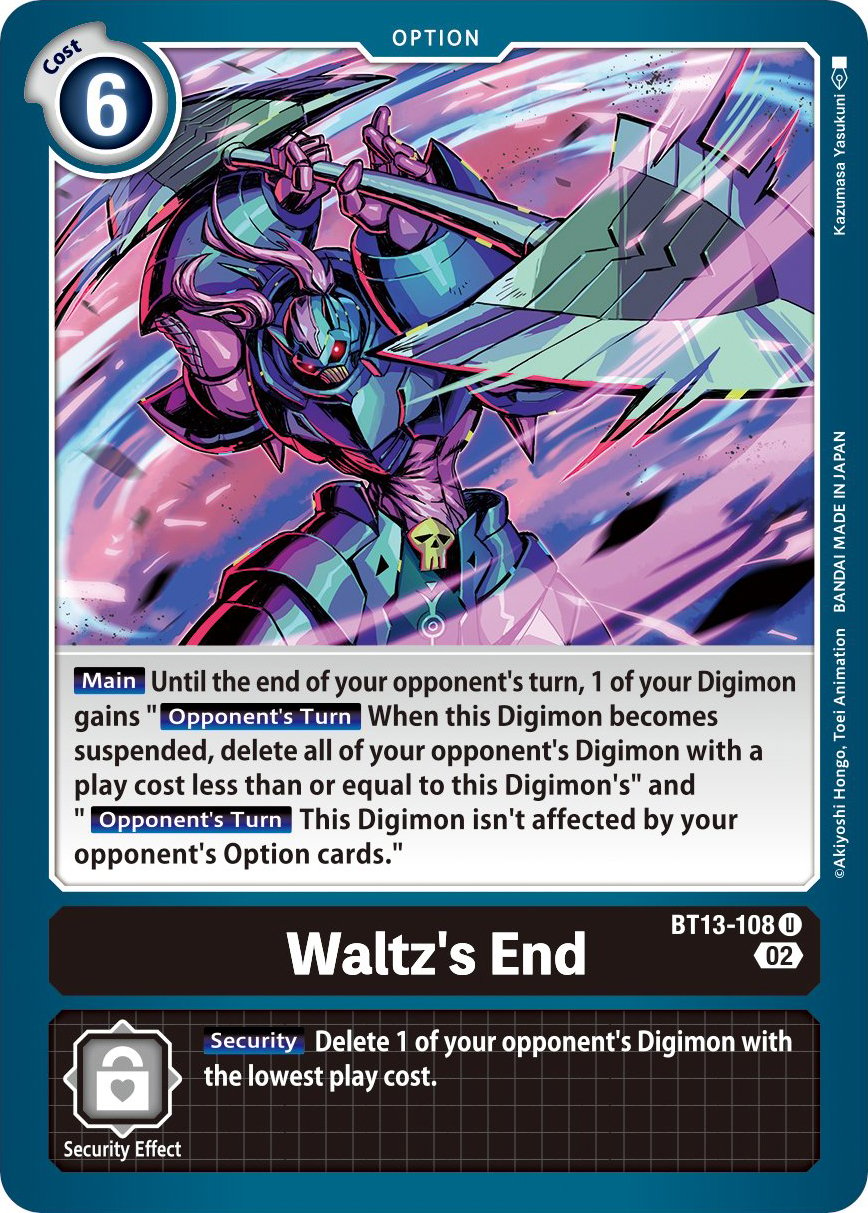 OPTION
Cost
6
Kazumasa Yasukuni
Main Until the end of your opponent's turn, 1 of your Digimon
gains " Opponent's Turn When this Digimon becomes
suspended, delete all of your opponent's Digimon with a
play cost less than or equal to this Digimon's" and
" Opponent's Turn This Digimon isn't affected by your
opponent's Option cards."
©Akiyoshi Hongo, Toei Animation BANDAI MADE IN JAPAN
BT13-108 U
Waltz's End
02
Security Delete 1 of your opponent's Digimon with
the lowest play cost.
Security Effect